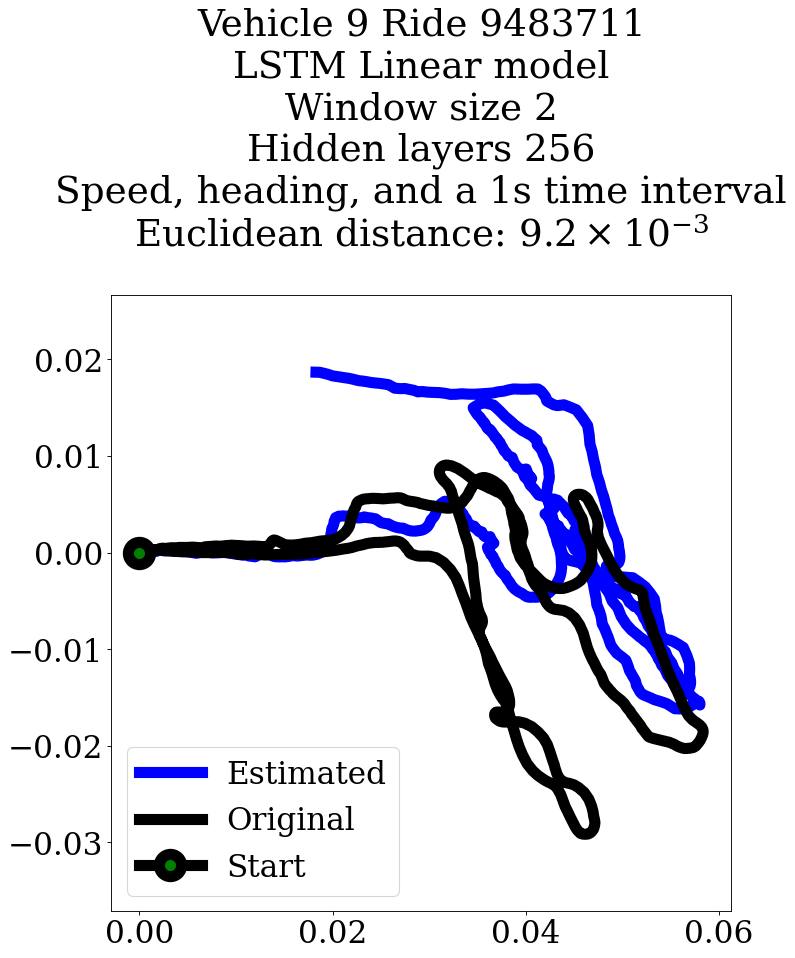 Vehicle 9 Ride 9483711
LSTM Linear model
Window size 2
Hidden layers 256
Speed, heading, and a 1s time interval
Euclidean distance: 9.2 × 10⁻³
0.02
0.01
0.00
−0.01
−0.02
−0.03
Estimated
Original
Start
0.00 0.02 0.04 0.06